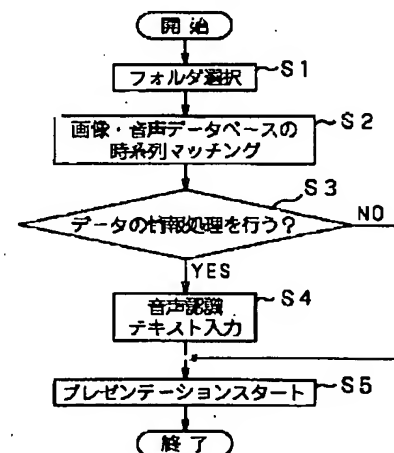 開始
フォルダ選択
S1
画像・音声データベースの
時系列マッチング
S2
データの情報処理を行う?
S3
NO
YES
音声認識
テキスト入力
S4
プレゼンテーションスタート
S5
終了